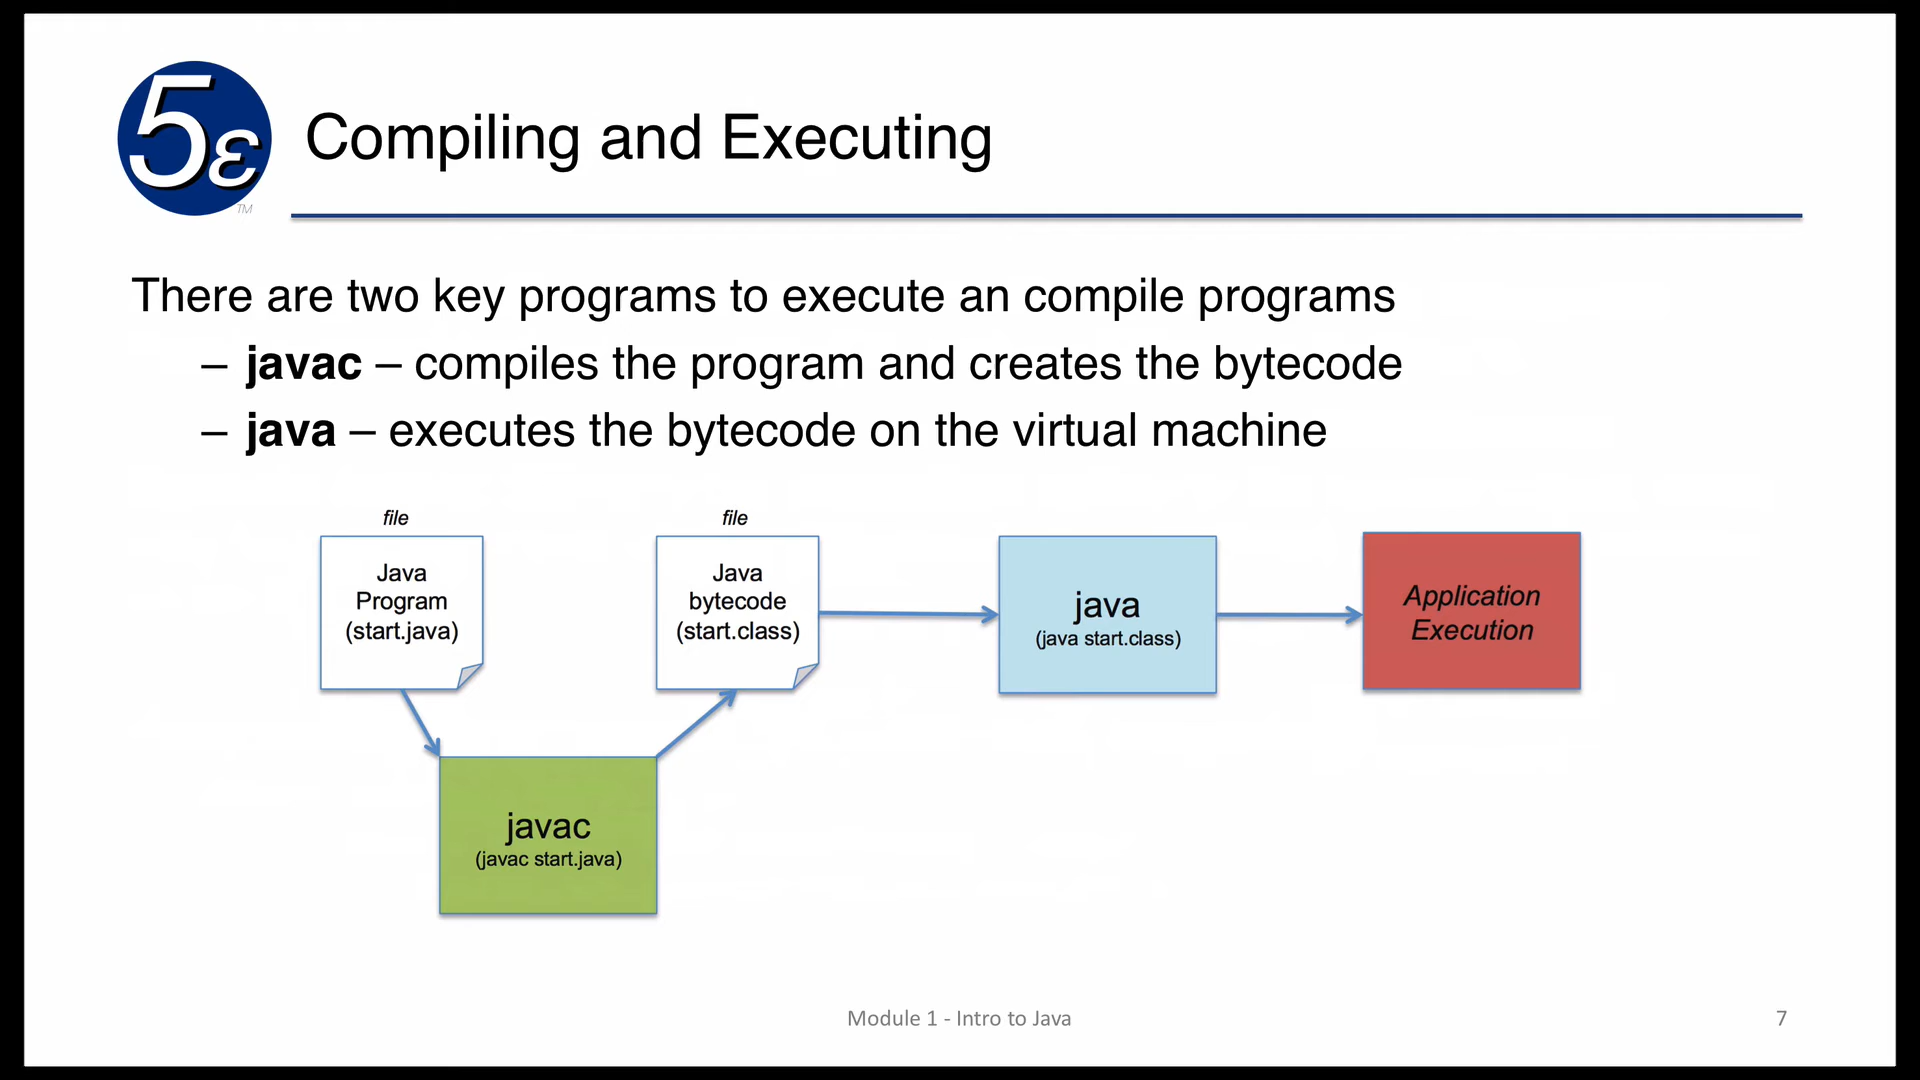 5ε
TM
Compiling and Executing
There are two key programs to execute an compile programs
– javac – compiles the program and creates the bytecode
– java – executes the bytecode on the virtual machine
file
Java
Program
(start.java)
file
Java
bytecode
(start.class)
java
(java start.class)
Application
Execution
javac
(javac start.java)
Module 1 - Intro to Java
7